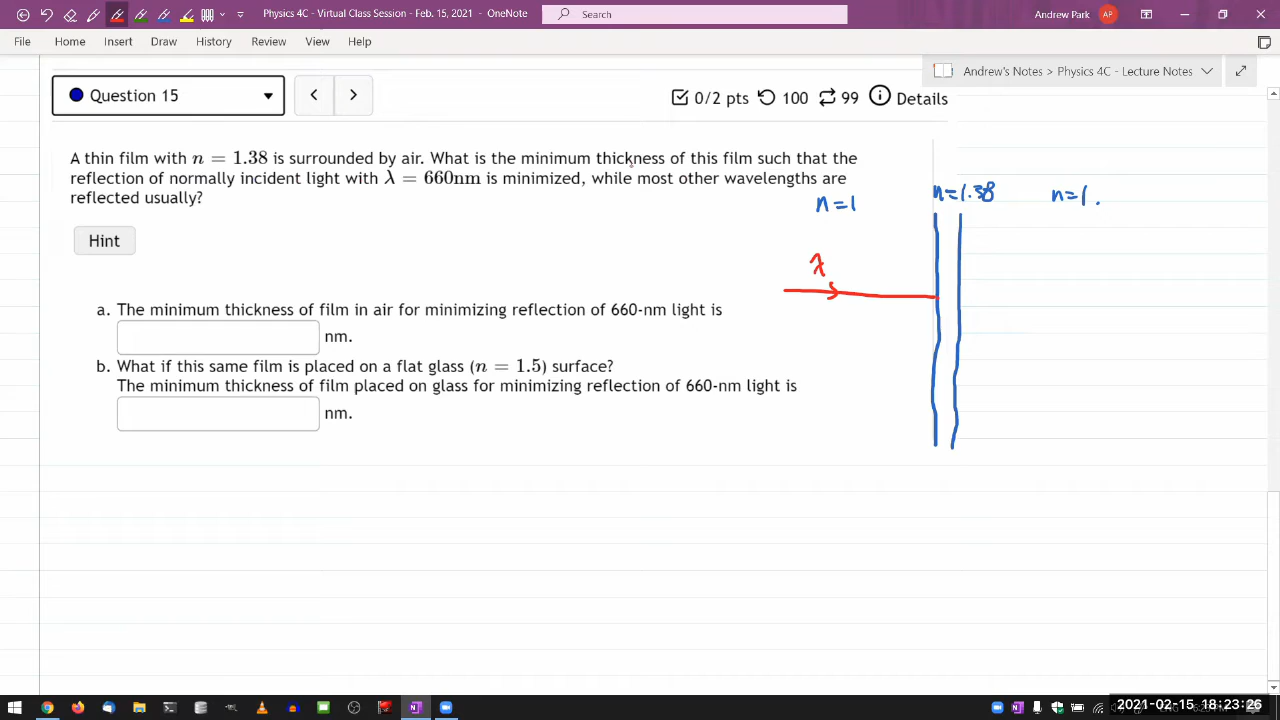 Physics 4C - Virtual Class Session - Feb. 15, 2021 - OneNote
Search
Andrew Park
AP
File Home Insert Draw History Review View Help
Andrew's Notes > Physics 4C - Lecture Notes
Question 15
0/2 pts 100 99 Details
A thin film with n = 1.38 is surrounded by air. What is the minimum thickness of this film such that the
reflection of normally incident light with λ = 660nm is minimized, while most other wavelengths are
reflected usually?
n=1
n=1.38
n=1.
Hint
λ
a. The minimum thickness of film in air for minimizing reflection of 660-nm light is
nm.
b. What if this same film is placed on a flat glass (n = 1.5) surface?
The minimum thickness of film placed on glass for minimizing reflection of 660-nm light is
nm.
2021-02-15 18:23:26